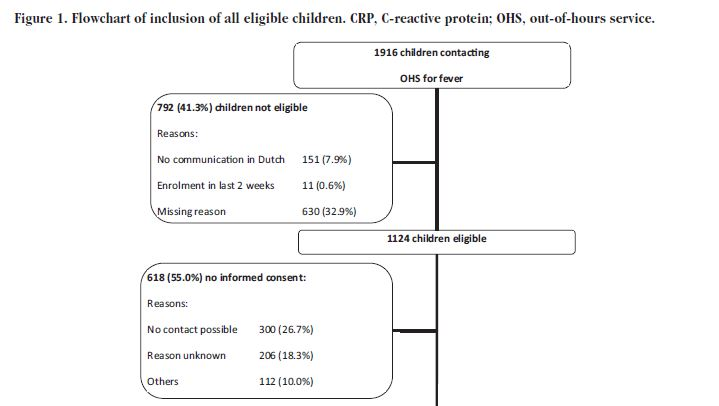 Figure 1. Flowchart of inclusion of all eligible children. CRP, C-reactive protein; OHS, out-of-hours service.
1916 children contacting
OHS for fever
792 (41.3%) children not eligible
Reasons:
No communication in Dutch 151 (7.9%)
Enrolment in last 2 weeks 11 (0.6%)
Missing reason 630 (32.9%)
1124 children eligible
618 (55.0%) no informed consent:
Reasons:
No contact possible 300 (26.7%)
Reason unknown 206 (18.3%)
Others 112 (10.0%)